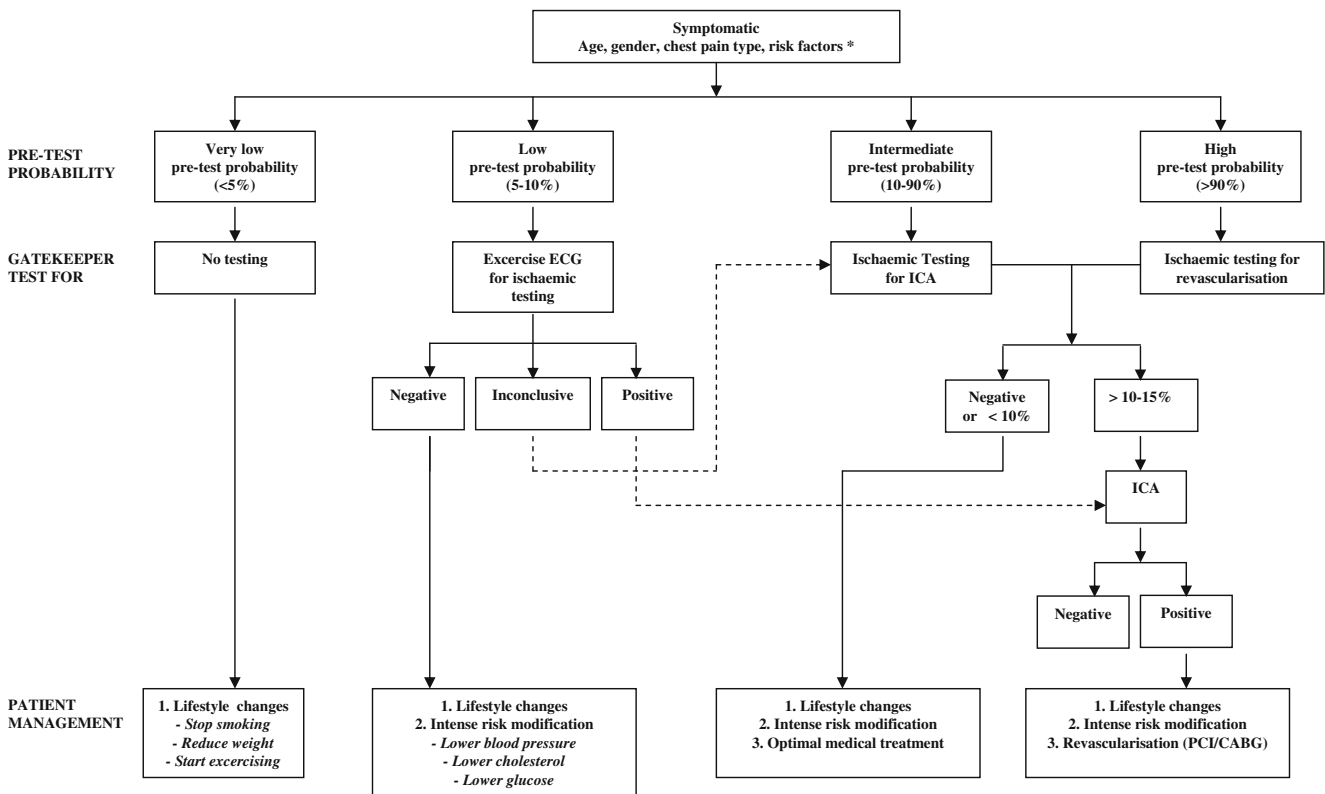 Symptomatic
Age, gender, chest pain type, risk factors *
PRE-TEST
PROBABILITY
Very low
pre-test probability
(<5%)
Low
pre-test probability
(5-10%)
Intermediate
pre-test probability
(10-90%)
High
pre-test probability
(>90%)
GATEKEEPER
TEST FOR
No testing
Excercise ECG
for ischaemic
testing
Ischaemic Testing
for ICA
Ischaemic testing for
revascularisation
Negative
Inconclusive
Positive
Negative
or < 10%
> 10-15%
ICA
Negative
Positive
PATIENT
MANAGEMENT
1. Lifestyle changes
- Stop smoking
- Reduce weight
- Start excercising
1. Lifestyle changes
2. Intense risk modification
- Lower blood pressure
- Lower cholesterol
- Lower glucose
1. Lifestyle changes
2. Intense risk modification
3. Optimal medical treatment
1. Lifestyle changes
2. Intense risk modification
3. Revascularisation (PCI/CABG)